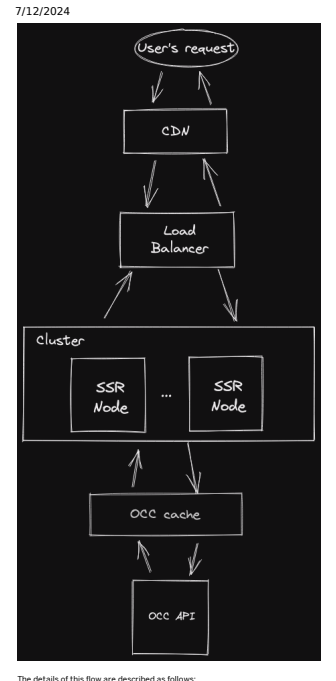 7/12/2024
User's request
CDN
Load
Balancer
Cluster
SSR
Node
...
SSR
Node
OCC cache
OCC API
The details of this flow are described as follows: